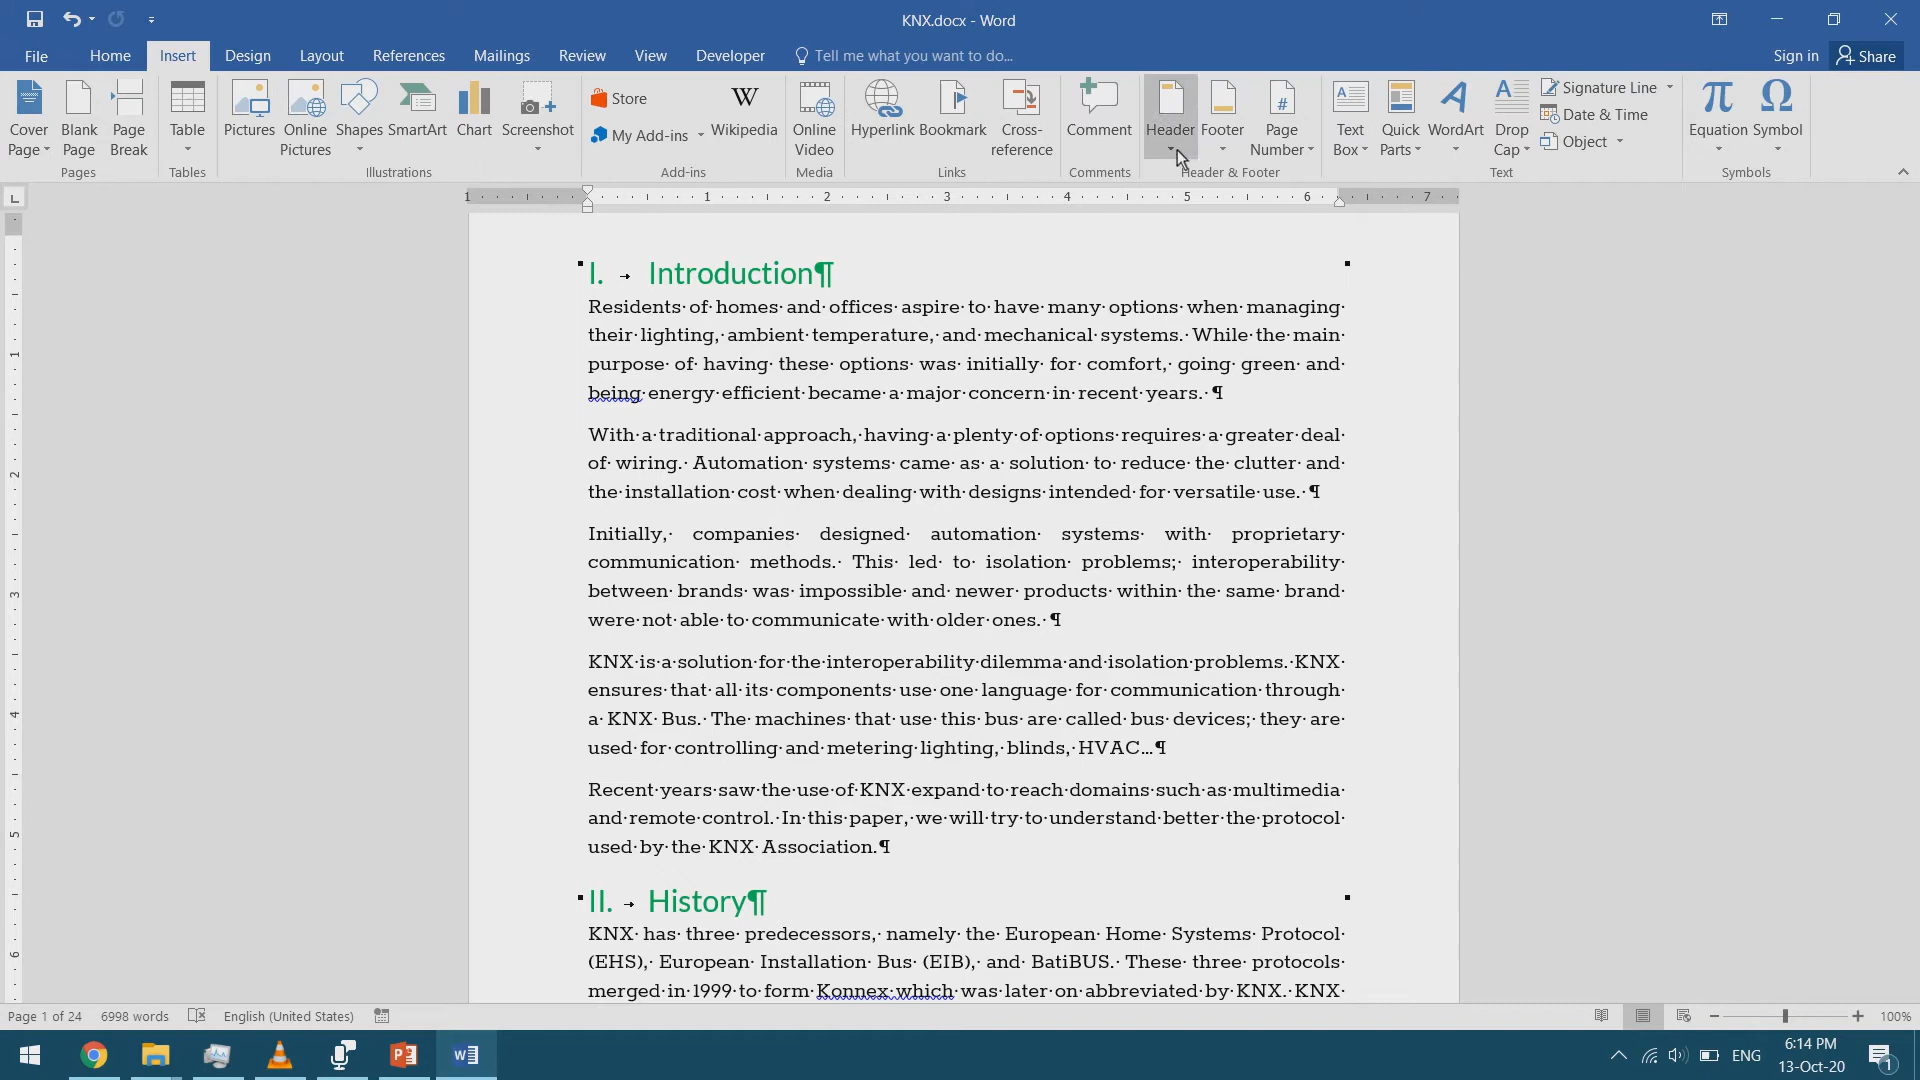 KNX.docx - Word
File Home Insert Design Layout References Mailings Review View Developer Tell me what you want to do... Sign in Share
Cover Page
Blank Page
Page Break
Table
Pictures
Online Pictures
Shapes
SmartArt
Chart
Screenshot
Store
My Add-ins
Wikipedia
Online Video
Hyperlink
Bookmark
Cross-reference
Comment
Header
Footer
Page Number
Text Box
Quick Parts
WordArt
Drop Cap
Signature Line
Date & Time
Object
Equation
Symbol
Pages Tables Illustrations Add-ins Media Links Comments Header & Footer Text Symbols
1 1 2 3 4 5 6 7
I. → Introduction¶
Residents of homes and offices aspire to have many options when managing
their lighting, ambient temperature, and mechanical systems. While the main
purpose of having these options was initially for comfort, going green and
being energy efficient became a major concern in recent years. ¶
With a traditional approach, having a plenty of options requires a greater deal
of wiring. Automation systems came as a solution to reduce the clutter and
the installation cost when dealing with designs intended for versatile use. ¶
Initially, companies designed automation systems with proprietary
communication methods. This led to isolation problems; interoperability
between brands was impossible and newer products within the same brand
were not able to communicate with older ones. ¶
KNX is a solution for the interoperability dilemma and isolation problems. KNX
ensures that all its components use one language for communication through
a KNX Bus. The machines that use this bus are called bus devices; they are
used for controlling and metering lighting, blinds, HVAC...¶
Recent years saw the use of KNX expand to reach domains such as multimedia
and remote control. In this paper, we will try to understand better the protocol
used by the KNX Association.¶
II. → History¶
KNX has three predecessors, namely the European Home Systems Protocol
(EHS), European Installation Bus (EIB), and BatiBUS. These three protocols
merged in 1999 to form Konnex which was later on abbreviated by KNX. KNX
1
2
3
4
5
6
Page 1 of 24 6998 words English (United States) 100%
ENG
6:14 PM
13-Oct-20
1